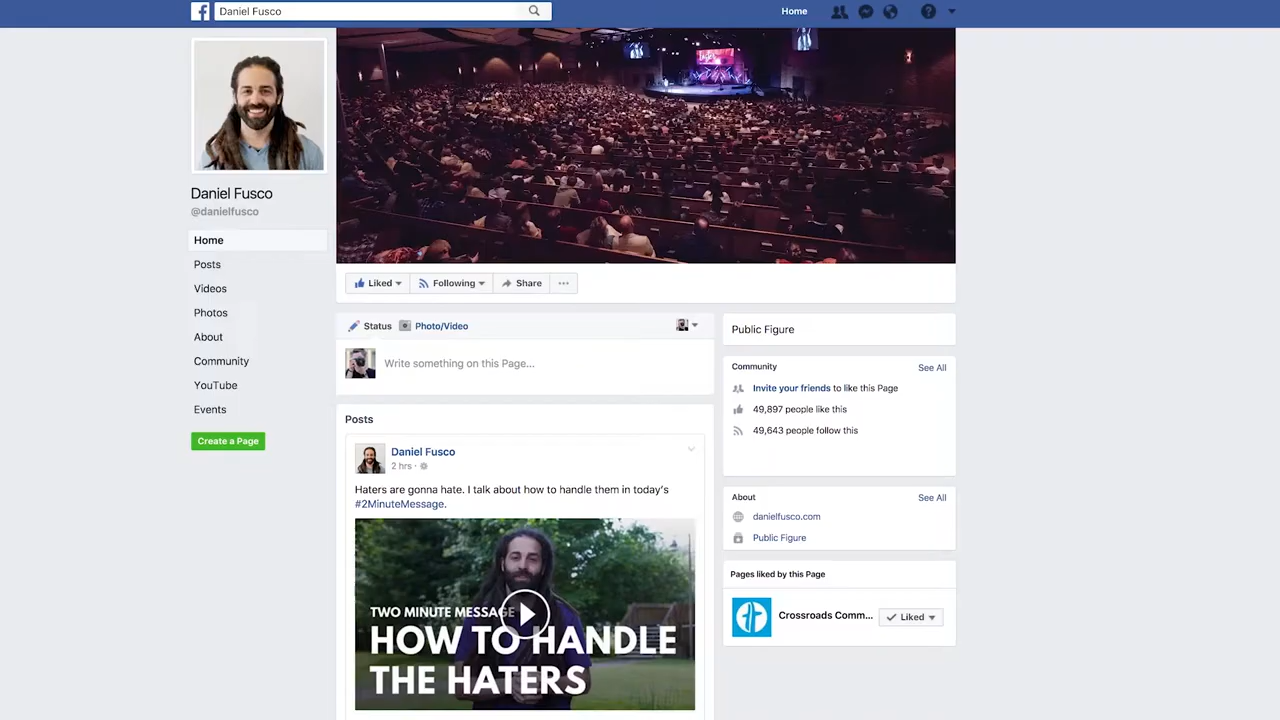 Daniel Fusco
Home
Daniel Fusco
@danielfusco
Home
Posts
Videos
Photos
About
Community
YouTube
Events
Create a Page
Liked
Following
Share
Status
Photo/Video
Write something on this Page...
Posts
Daniel Fusco
2 hrs ·
Haters are gonna hate. I talk about how to handle them in today's
#2MinuteMessage.
TWO MINUTE MESSAGE
HOW TO HANDLE
THE HATERS
Public Figure
Community
See All
Invite your friends to like this Page
49,897 people like this
49,643 people follow this
About
See All
danielfusco.com
Public Figure
Pages liked by this Page
Crossroads Comm...
Liked